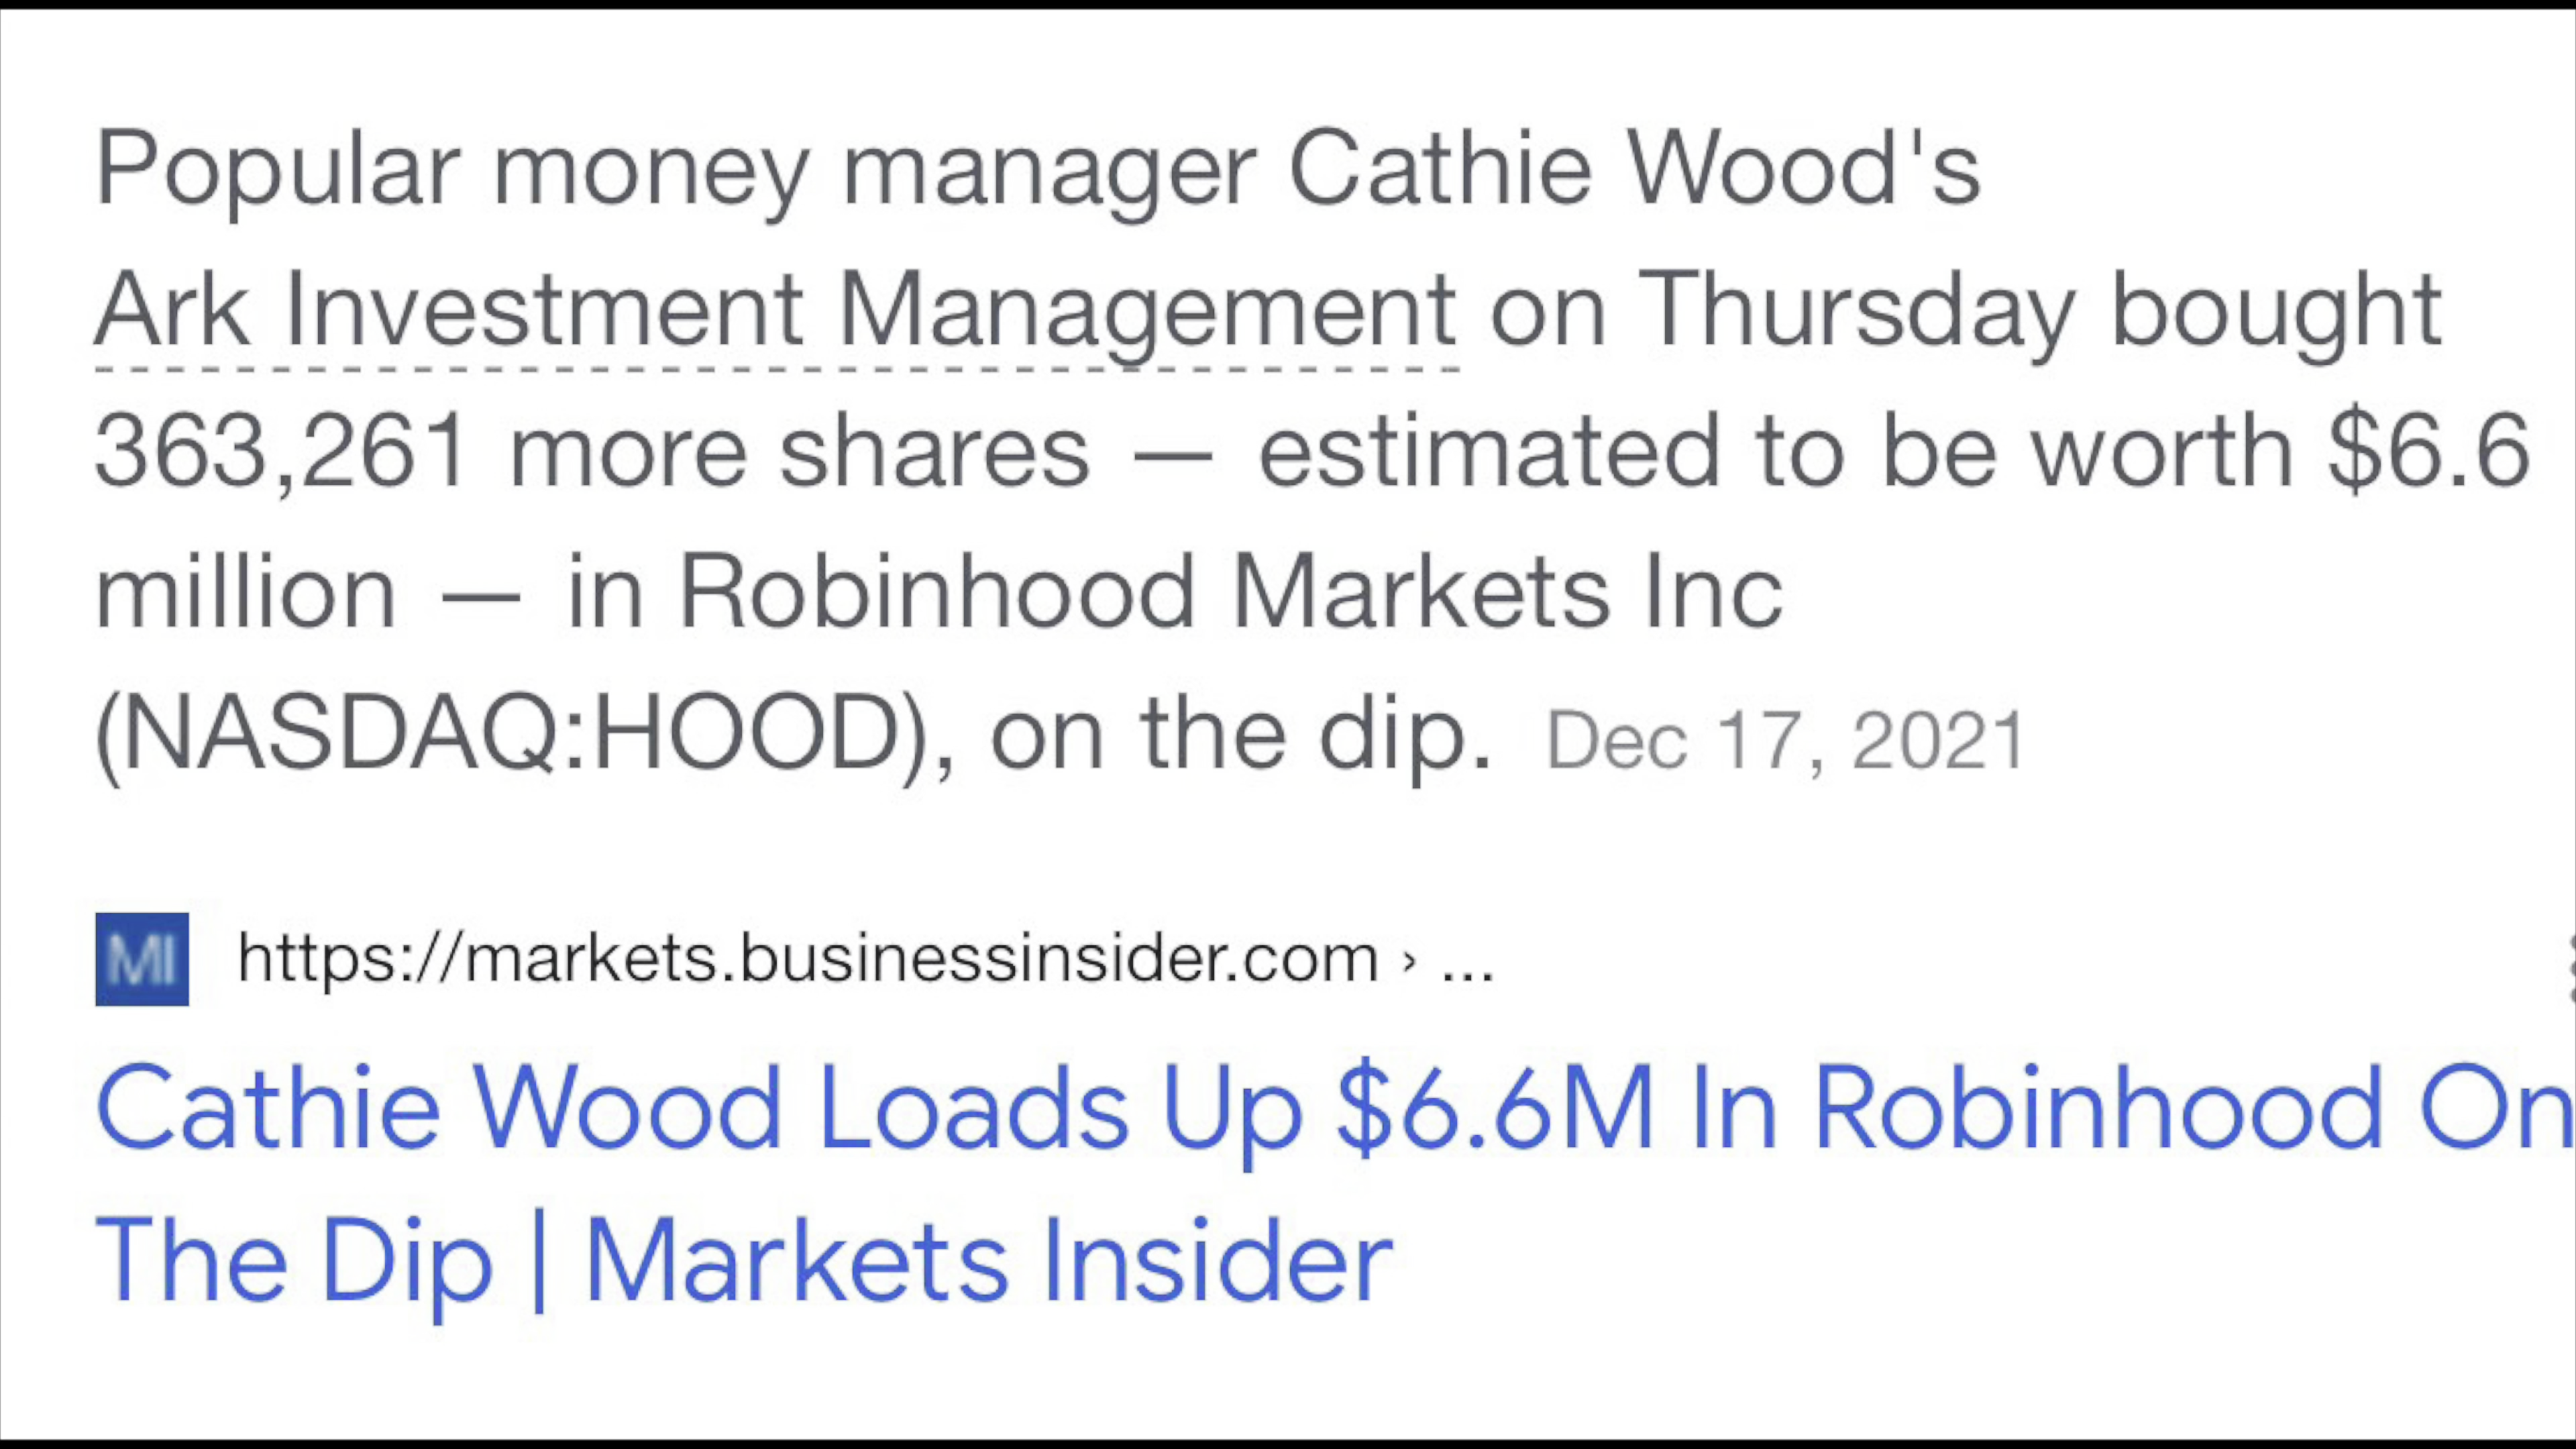 Popular money manager Cathie Wood's
Ark Investment Management on Thursday bought
363,261 more shares — estimated to be worth $6.6
million — in Robinhood Markets Inc
(NASDAQ:HOOD), on the dip. Dec 17, 2021
MI https://markets.businessinsider.com › ...
Cathie Wood Loads Up $6.6M In Robinhood On
The Dip | Markets Insider